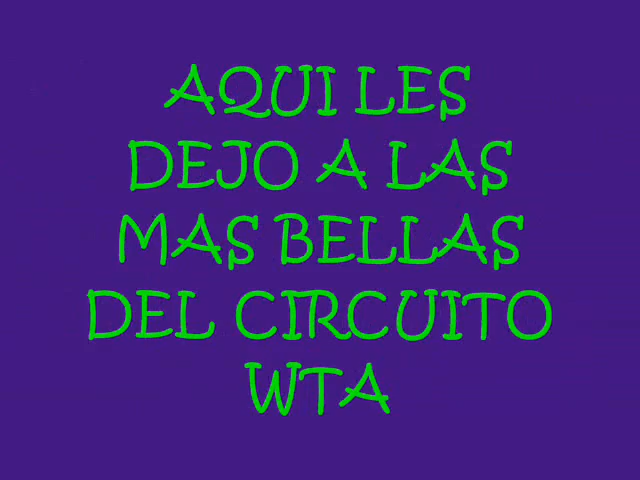 AQUI LES
DEJO A LAS
MAS BELLAS
DEL CIRCUITO
WTA